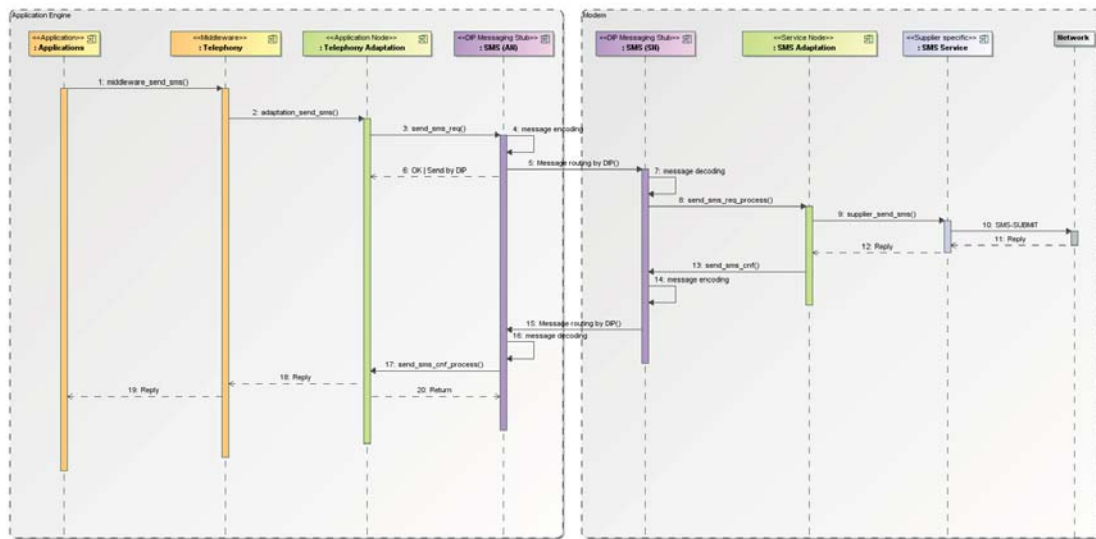 Application Engine
Modem
<<Application>>
: Applications
<<Middleware>>
: Telephony
<<Application Node>>
: Telephony Adaptation
<<DIP Messaging Stub>>
: SMS (AN)
<<DIP Messaging Stub>>
: SMS (SN)
<<Service Node>>
: SMS Adaptation
<<Supplier specific>>
: SMS Service
Network
1: middleware_send_sms()
2: adaptation_send_sms()
3: send_sms_req()
4: message encoding
5: Message routing by DIP()
6: OK | Send by DIP
7: message decoding
8: send_sms_req_process()
9: supplier_send_sms()
10: SMS-SUBMIT
11: Reply
12: Reply
13: send_sms_cnf()
14: message encoding
15: Message routing by DIP()
16: message decoding
17: send_sms_cnf_process()
18: Reply
19: Reply
20: Return